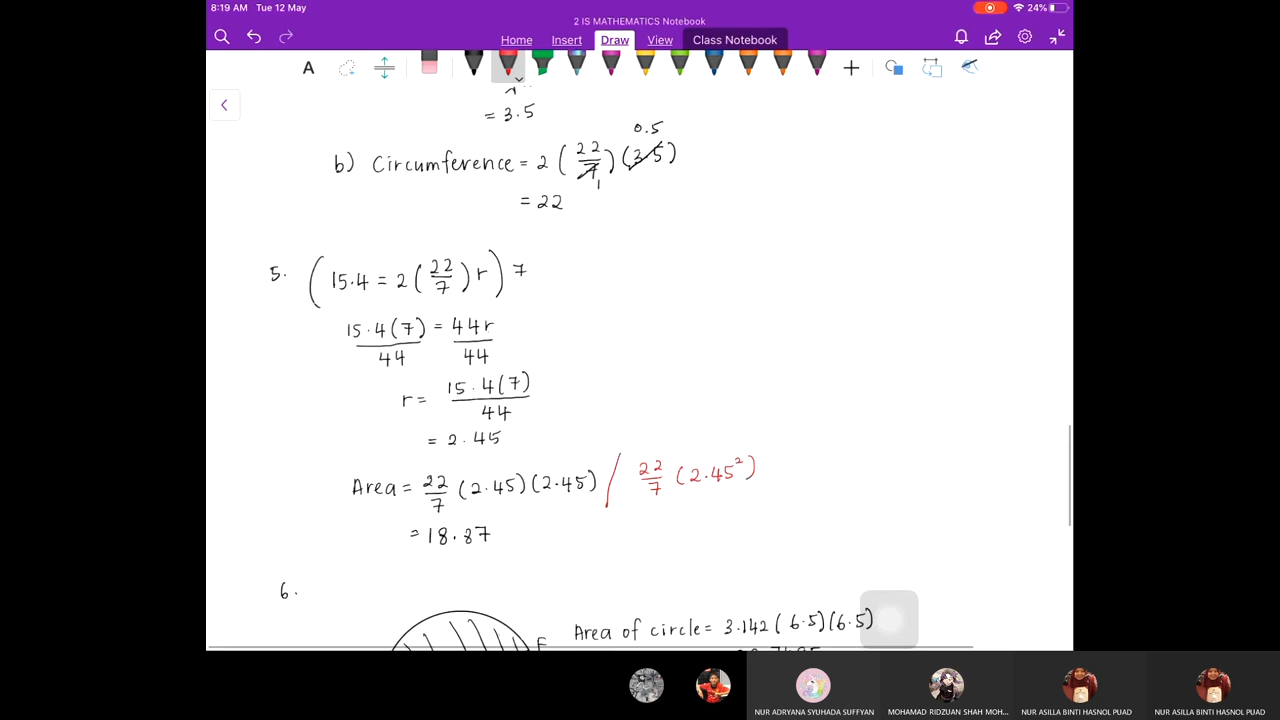 8:19 AM Tue 12 May
24%
2 IS MATHEMATICS Notebook
Home Insert Draw View Class Notebook
A
= 3.5
0.5
b) Circumference = 2 (22/7) (3.5)
1
= 22
5. (15.4 = 2 (22/7) r) 7
15.4(7)/44 = 44r/44
r = 15.4(7)/44
= 2.45
Area = 22/7 (2.45)(2.45) / 22/7 (2.45²)
= 18.87
6.
Area of circle = 3.142 (6.5)(6.5)
NUR ADRYANA SYUHADA SUFFYAN
MOHAMAD RIDZUAN SHAH MOH...
NUR ASILLA BINTI HASNOL PUAD
NUR ASILLA BINTI HASNOL PUAD